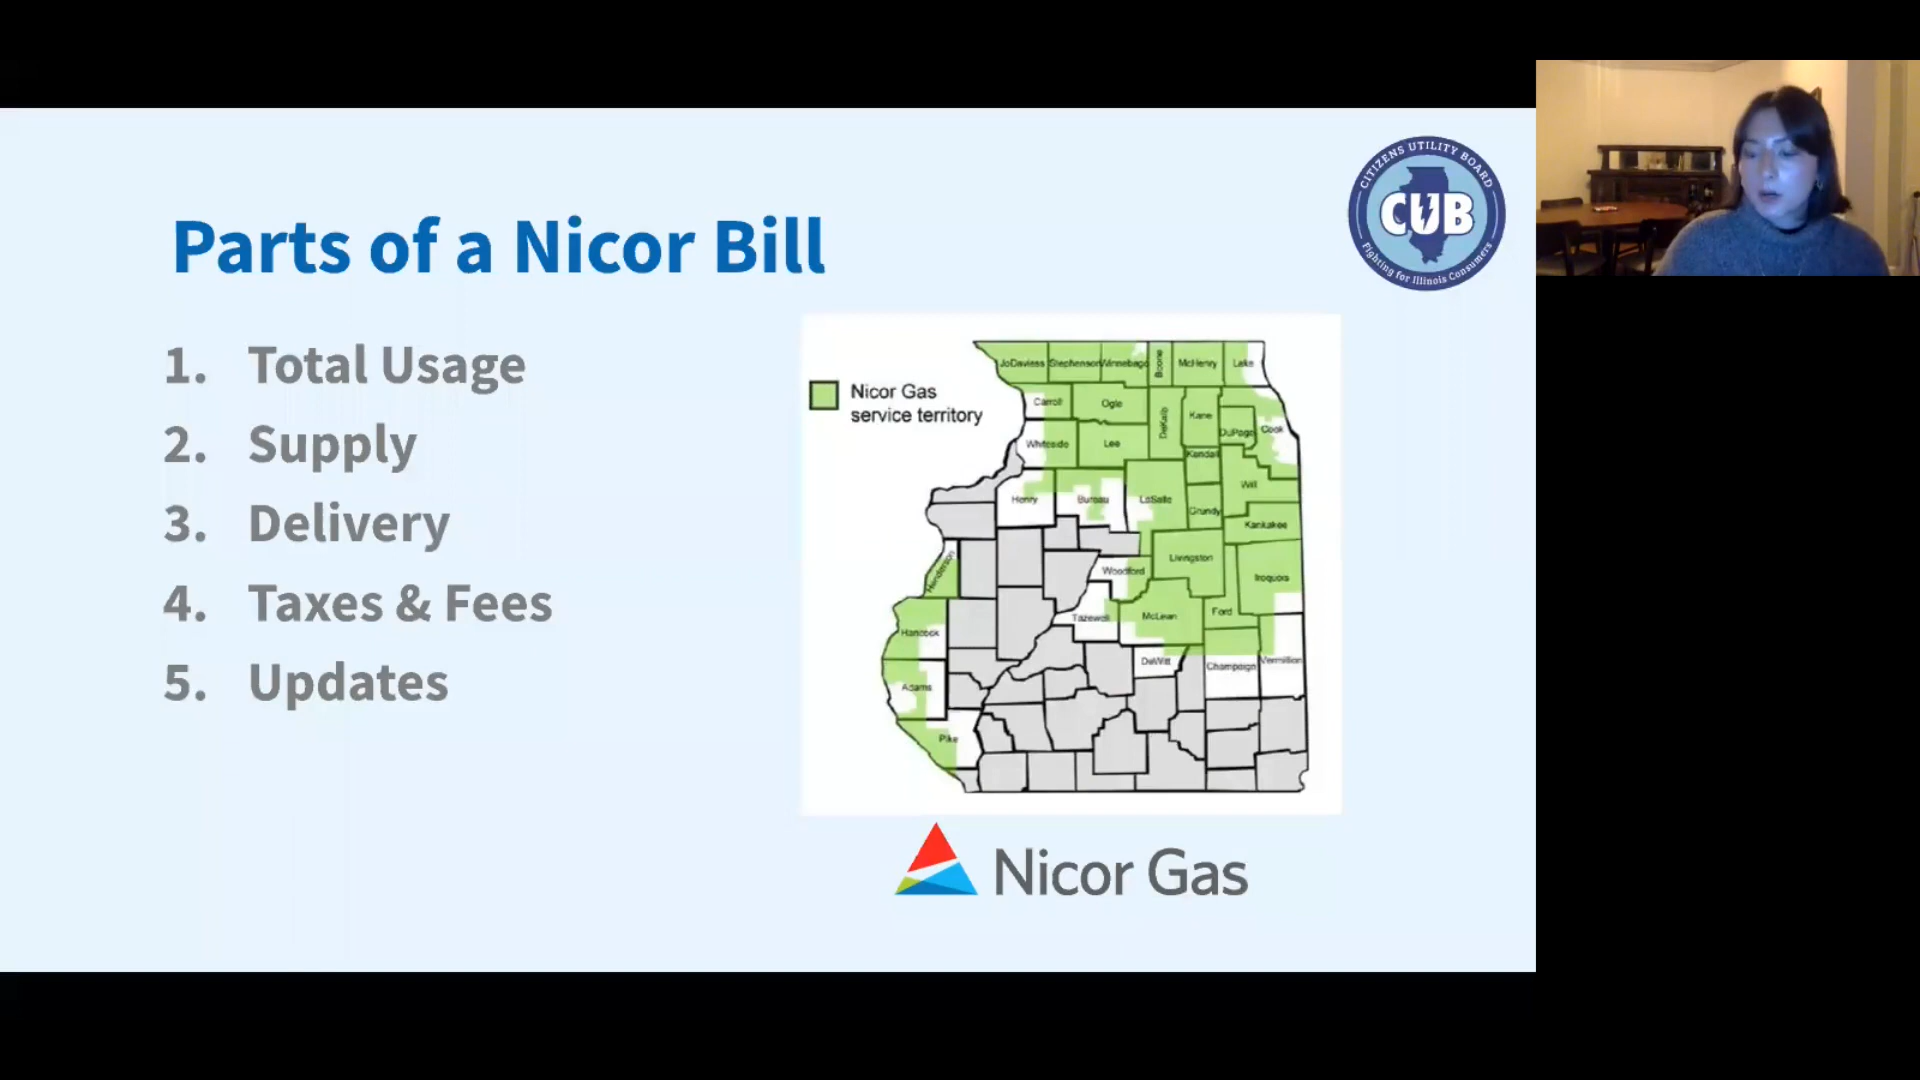 CITIZENS UTILITY BOARD
CUB
Fighting for Illinois Consumers
Parts of a Nicor Bill
1. Total Usage
2. Supply
3. Delivery
4. Taxes & Fees
5. Updates
Nicor Gas
service territory
JoDaviess Stephenson Winnebago Boone McHenry Lake
Carroll Ogle DeKalb Kane DuPage Cook
Whiteside Lee Kendall
Henry Bureau LaSalle Grundy Will
Kankakee
Henderson Woodford Livingston Iroquois
Hancock Tazewell McLean Ford
Adams DeWitt Champaign Vermillion
Pike
Nicor Gas